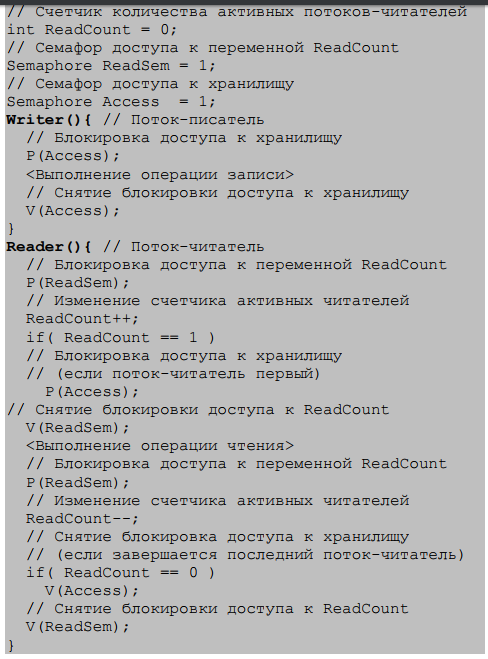 // Счетчик количества активных потоков-читателей
int ReadCount = 0;
// Семафор доступа к переменной ReadCount
Semaphore ReadSem = 1;
// Семафор доступа к хранилищу
Semaphore Access  = 1;
Writer(){ // Поток-писатель
  // Блокировка доступа к хранилищу
  P(Access);
  <Выполнение операции записи>
  // Снятие блокировки доступа к хранилищу
  V(Access);
}
Reader(){ // Поток-читатель
  // Блокировка доступа к переменной ReadCount
  P(ReadSem);
  // Изменение счетчика активных читателей
  ReadCount++;
  if( ReadCount == 1 )
  // Блокировка доступа к хранилищу
  // (если поток-читатель первый)
    P(Access);
// Снятие блокировки доступа к ReadCount
  V(ReadSem);
  <Выполнение операции чтения>
  // Блокировка доступа к переменной ReadCount
  P(ReadSem);
  // Изменение счетчика активных читателей
  ReadCount--;
  // Снятие блокировки доступа к хранилищу
  // (если завершается последний поток-читатель)
  if( ReadCount == 0 )
    V(Access);
  // Снятие блокировки доступа к ReadCount
  V(ReadSem);
}